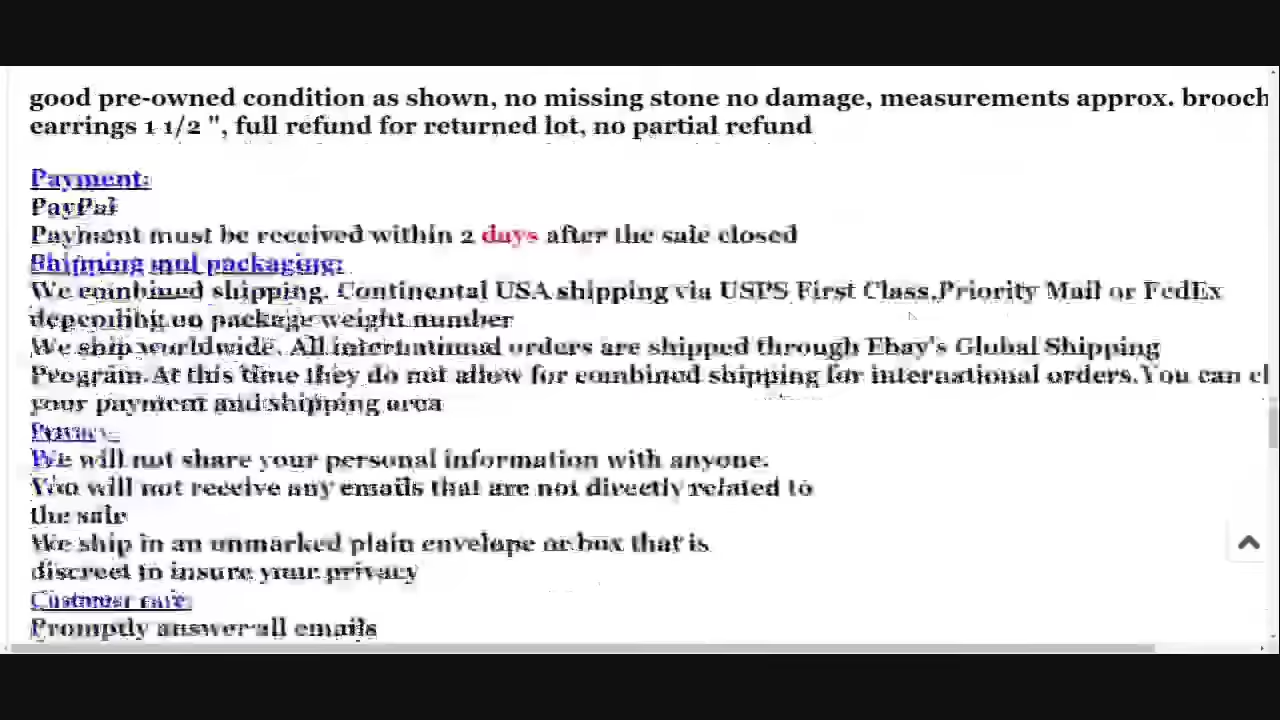 good pre-owned condition as shown, no missing stone no damage, measurements approx. brooch
earrings 1 1/2 ", full refund for returned lot, no partial refund
Payment:
PayPal
Payment must be received within 2 days after the sale closed
Shipping and packaging:
We combined shipping. Continental USA shipping via USPS First Class,Priority Mail or FedEx
depending on package weight number
We ship worldwide. All international orders are shipped through Ebay's Global Shipping
Program.At this time they do not allow for combined shipping for international orders.You can
your payment and shipping area
Privacy
We will not share your personal information with anyone.
You will not receive any emails that are not directly related to
the sale
We ship in an unmarked plain envelope or box that is
discreet to insure your privacy
Customer care:
Promptly answer all emails